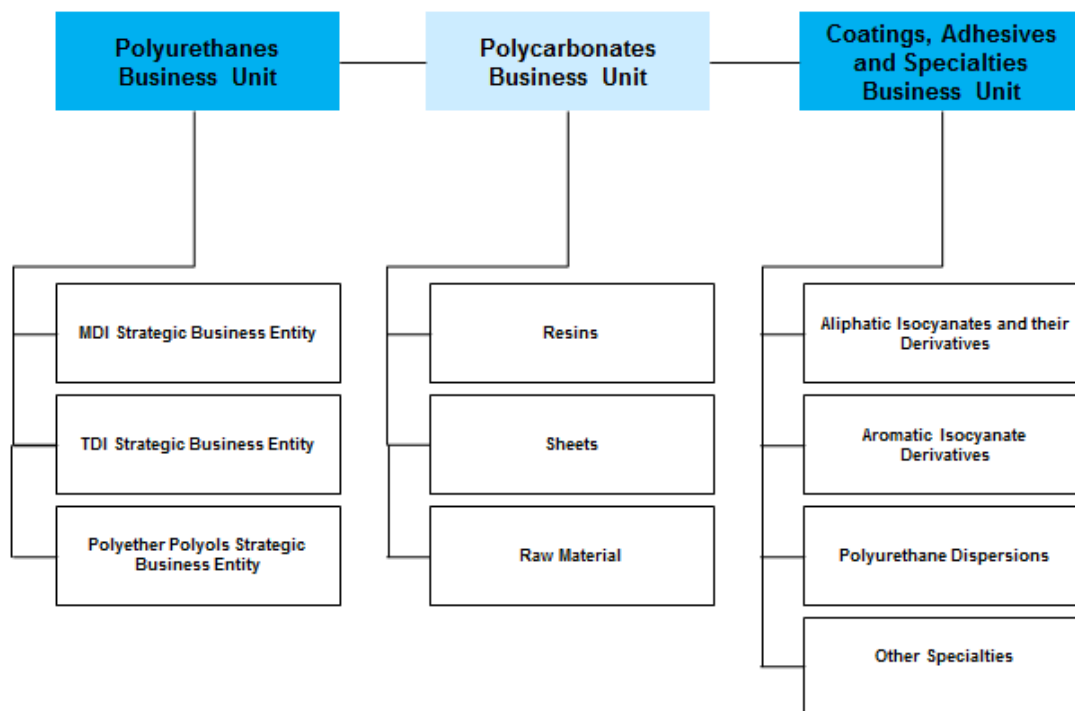 Polyurethanes
Business Unit
Polycarbonates
Business Unit
Coatings, Adhesives
and Specialties
Business Unit
MDI Strategic Business Entity
TDI Strategic Business Entity
Polyether Polyols Strategic
Business Entity
Resins
Sheets
Raw Material
Aliphatic Isocyanates and their
Derivatives
Aromatic Isocyanate
Derivatives
Polyurethane Dispersions
Other Specialties